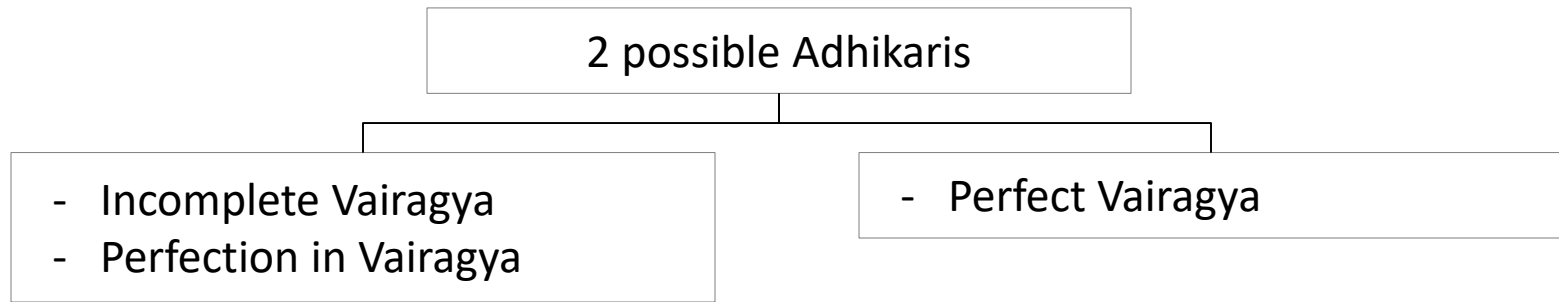 2 possible Adhikaris
- Incomplete Vairagya
- Perfection in Vairagya
- Perfect Vairagya